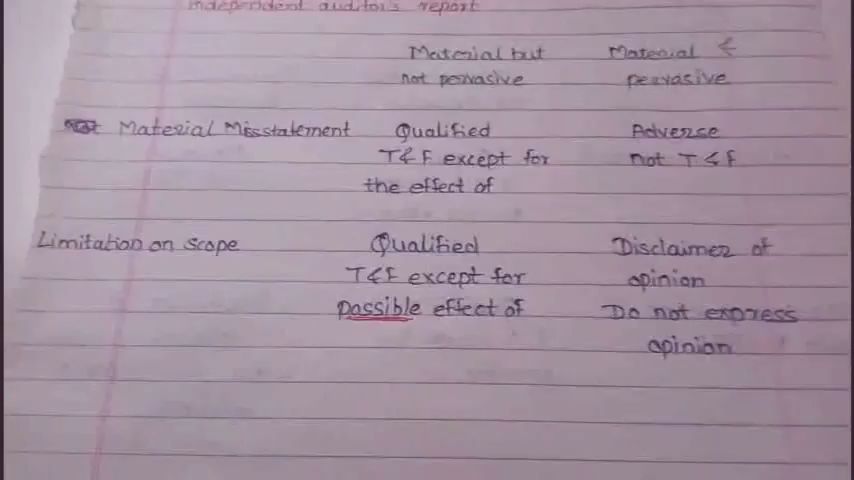 independent auditor's report
Material but Material &
not pervasive pervasive
Material Misstatement Qualified Adverse
T&F except for not T&F
the effect of
Limitation on scope Qualified Disclaimer of
T&F except for opinion
possible effect of Do not express
opinion